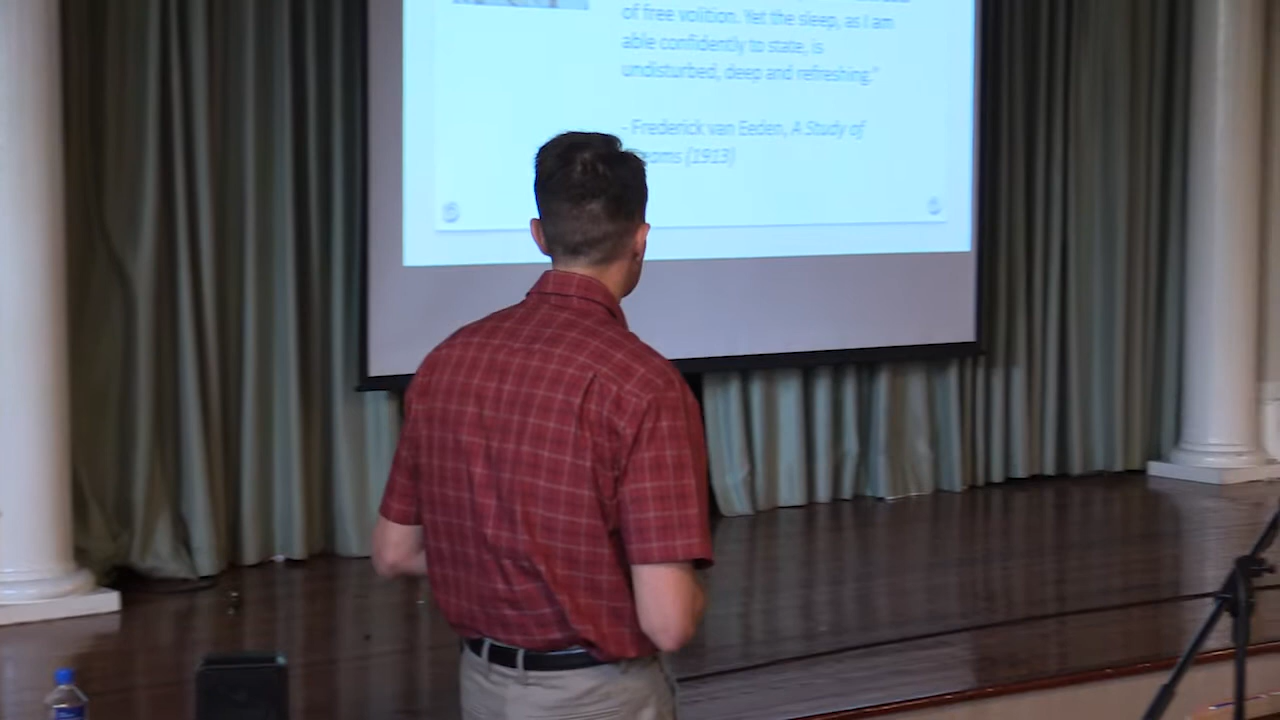 of free volition. Yet the sleep, as I am
able confidently to state, is
undisturbed, deep and refreshing."
- Frederick van Eeden, A Study of
(1913)